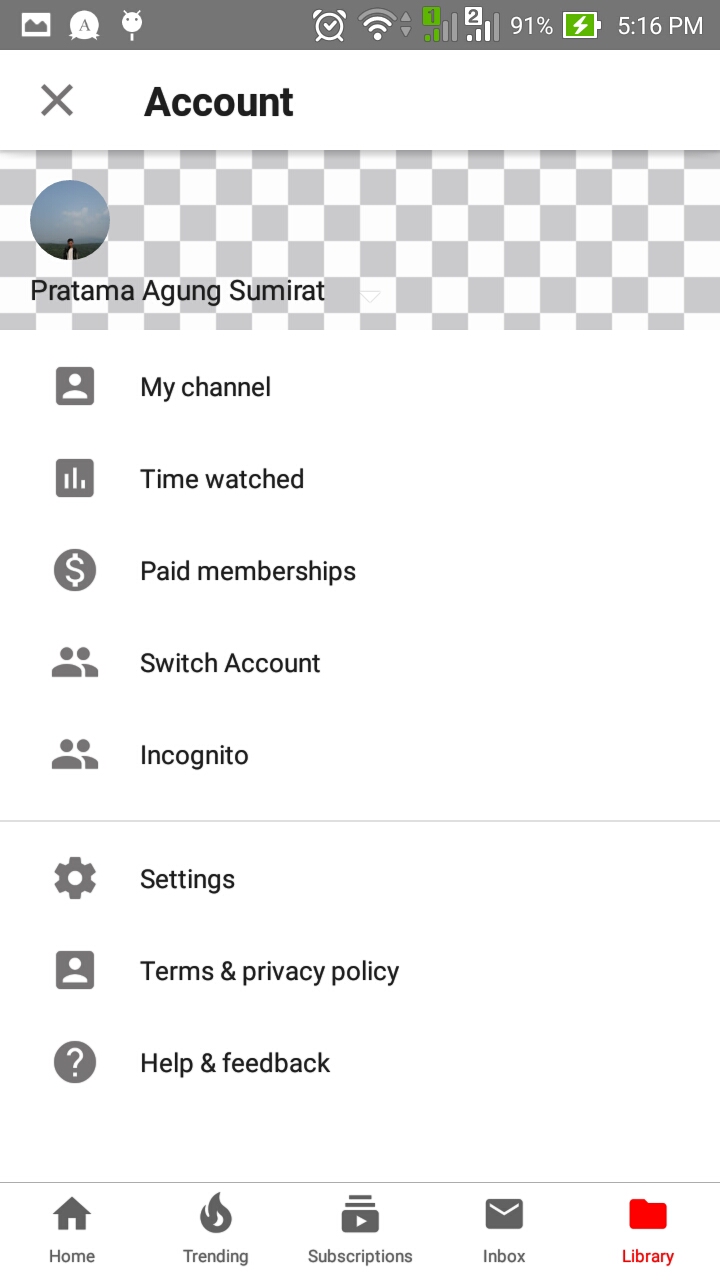 1 2 91% 5:16 PM
Account
Pratama Agung Sumirat
My channel
Time watched
Paid memberships
Switch Account
Incognito
Settings
Terms & privacy policy
Help & feedback
Home Trending Subscriptions Inbox Library